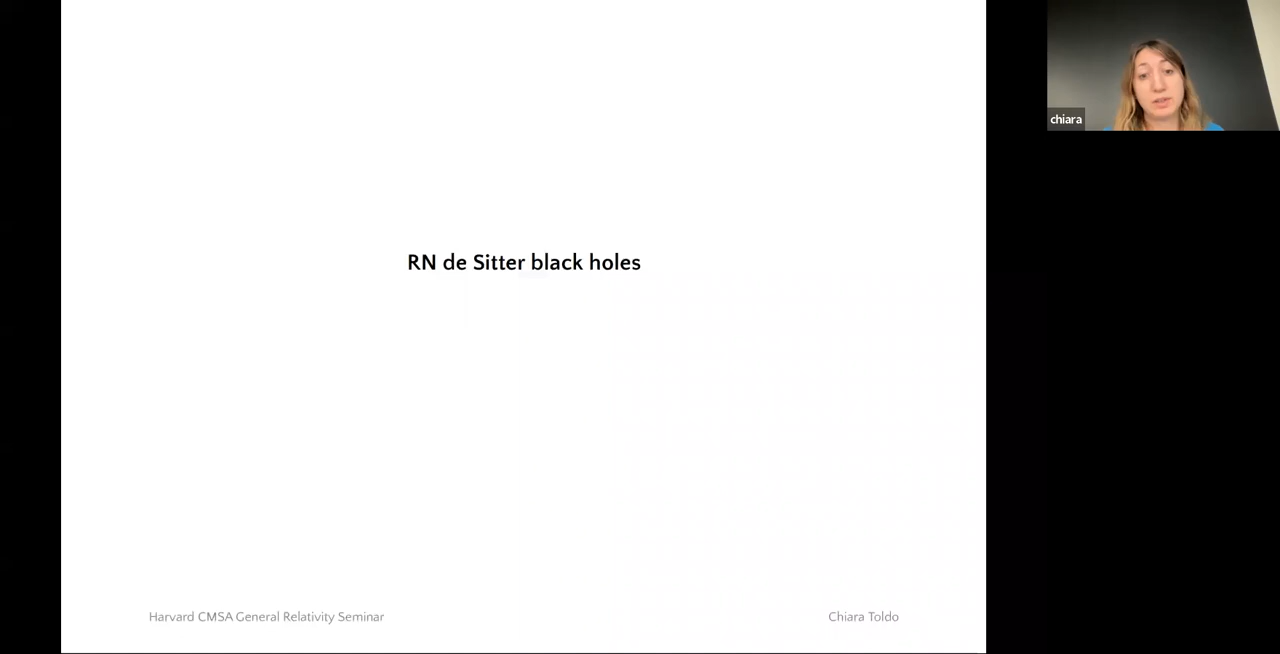 RN de Sitter black holes
Harvard CMSA General Relativity Seminar
Chiara Toldo
chiara